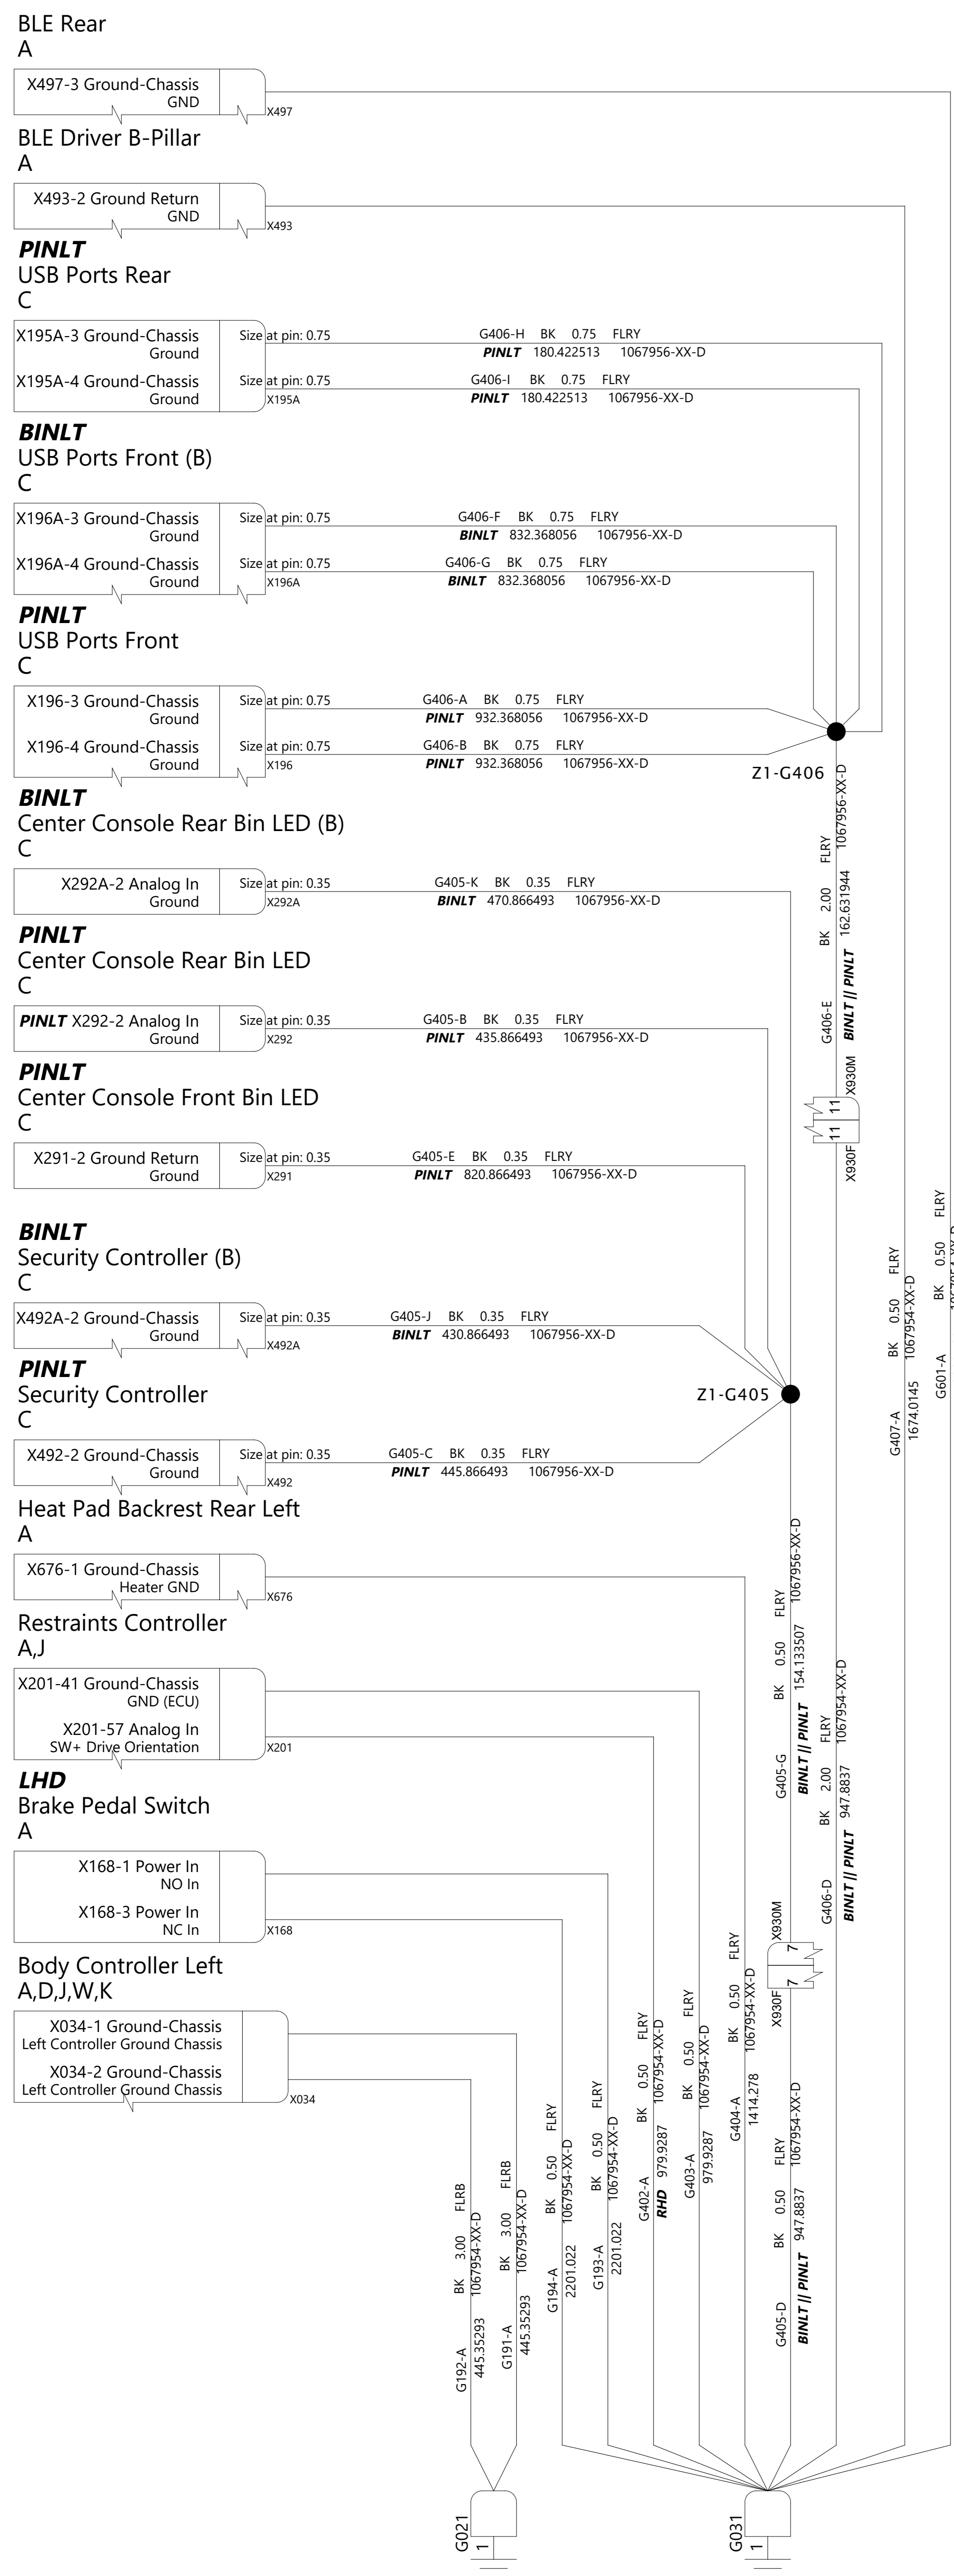 BLE Rear
A
X497-3 Ground-Chassis
GND
X497
BLE Driver B-Pillar
A
X493-2 Ground Return
GND
X493
PINLT
USB Ports Rear
C
X195A-3 Ground-Chassis
Ground
Size at pin: 0.75
G406-H BK 0.75 FLRY
PINLT 180.422513 1067956-XX-D
X195A-4 Ground-Chassis
Ground
Size at pin: 0.75
X195A
G406-I BK 0.75 FLRY
PINLT 180.422513 1067956-XX-D
BINLT
USB Ports Front (B)
C
X196A-3 Ground-Chassis
Ground
Size at pin: 0.75
G406-F BK 0.75 FLRY
BINLT 832.368056 1067956-XX-D
X196A-4 Ground-Chassis
Ground
Size at pin: 0.75
X196A
G406-G BK 0.75 FLRY
BINLT 832.368056 1067956-XX-D
PINLT
USB Ports Front
C
X196-3 Ground-Chassis
Ground
Size at pin: 0.75
G406-A BK 0.75 FLRY
PINLT 932.368056 1067956-XX-D
X196-4 Ground-Chassis
Ground
Size at pin: 0.75
X196
G406-B BK 0.75 FLRY
PINLT 932.368056 1067956-XX-D
Z1-G406
BINLT
Center Console Rear Bin LED (B)
C
X292A-2 Analog In
Ground
Size at pin: 0.35
X292A
G405-K BK 0.35 FLRY
BINLT 470.866493 1067956-XX-D
G406-E BK 2.00 FLRY
BINLT || PINLT 162.631944 1067956-XX-D
PINLT
Center Console Rear Bin LED
C
PINLT X292-2 Analog In
Ground
Size at pin: 0.35
X292
G405-B BK 0.35 FLRY
PINLT 435.866493 1067956-XX-D
X930M
11
11
X930F
PINLT
Center Console Front Bin LED
C
X291-2 Ground Return
Ground
Size at pin: 0.35
X291
G405-E BK 0.35 FLRY
PINLT 820.866493 1067956-XX-D
BINLT
Security Controller (B)
C
X492A-2 Ground-Chassis
Ground
Size at pin: 0.35
X492A
G405-J BK 0.35 FLRY
BINLT 430.866493 1067956-XX-D
Z1-G405
G407-A BK 0.50 FLRY
1674.0145 1067954-XX-D
G601-A BK 0.50 FLRY
PINLT
Security Controller
C
X492-2 Ground-Chassis
Ground
Size at pin: 0.35
X492
G405-C BK 0.35 FLRY
PINLT 445.866493 1067956-XX-D
Heat Pad Backrest Rear Left
A
X676-1 Ground-Chassis
Heater GND
X676
G405-G BK 0.50 FLRY
BINLT || PINLT 154.133507 1067956-XX-D
Restraints Controller
A,J
X201-41 Ground-Chassis
GND (ECU)
X201-57 Analog In
SW+ Drive Orientation
X201
G406-D BK 2.00 FLRY
BINLT || PINLT 947.8837 1067954-XX-D
LHD
Brake Pedal Switch
A
X168-1 Power In
NO In
X168-3 Power In
NC In
X168
X930M
7
7
X930F
Body Controller Left
A,D,J,W,K
X034-1 Ground-Chassis
Left Controller Ground Chassis
X034-2 Ground-Chassis
Left Controller Ground Chassis
X034
G192-A BK 3.00 FLRB
445.35293 1067954-XX-D
G191-A BK 3.00 FLRB
445.35293 1067954-XX-D
G194-A BK 0.50 FLRY
2201.022 1067954-XX-D
G193-A BK 0.50 FLRY
2201.022 1067954-XX-D
G402-A BK 0.50 FLRY
RHD 979.9287 1067954-XX-D
G403-A BK 0.50 FLRY
979.9287 1067954-XX-D
G404-A BK 0.50 FLRY
1414.278 1067954-XX-D
G405-D BK 0.50 FLRY
BINLT || PINLT 947.8837 1067954-XX-D
G021
1
G031
1